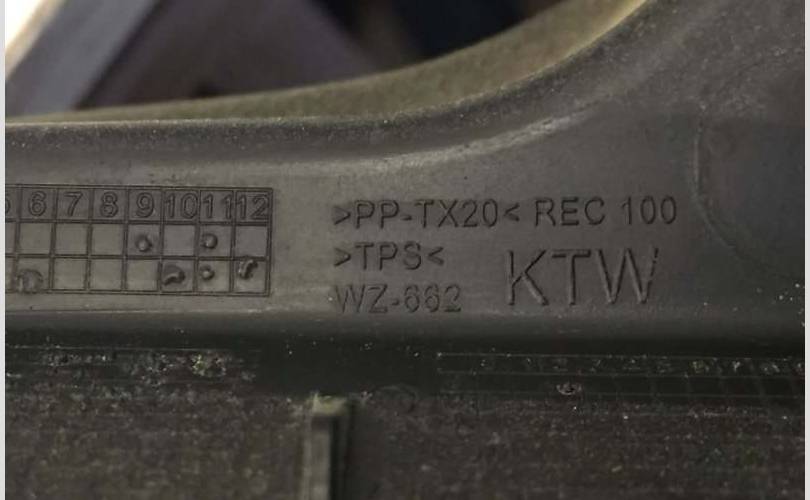 6 7 8 9 10 11 12
>PP-TX20< REC 100
>TPS<
WZ-662
KTW